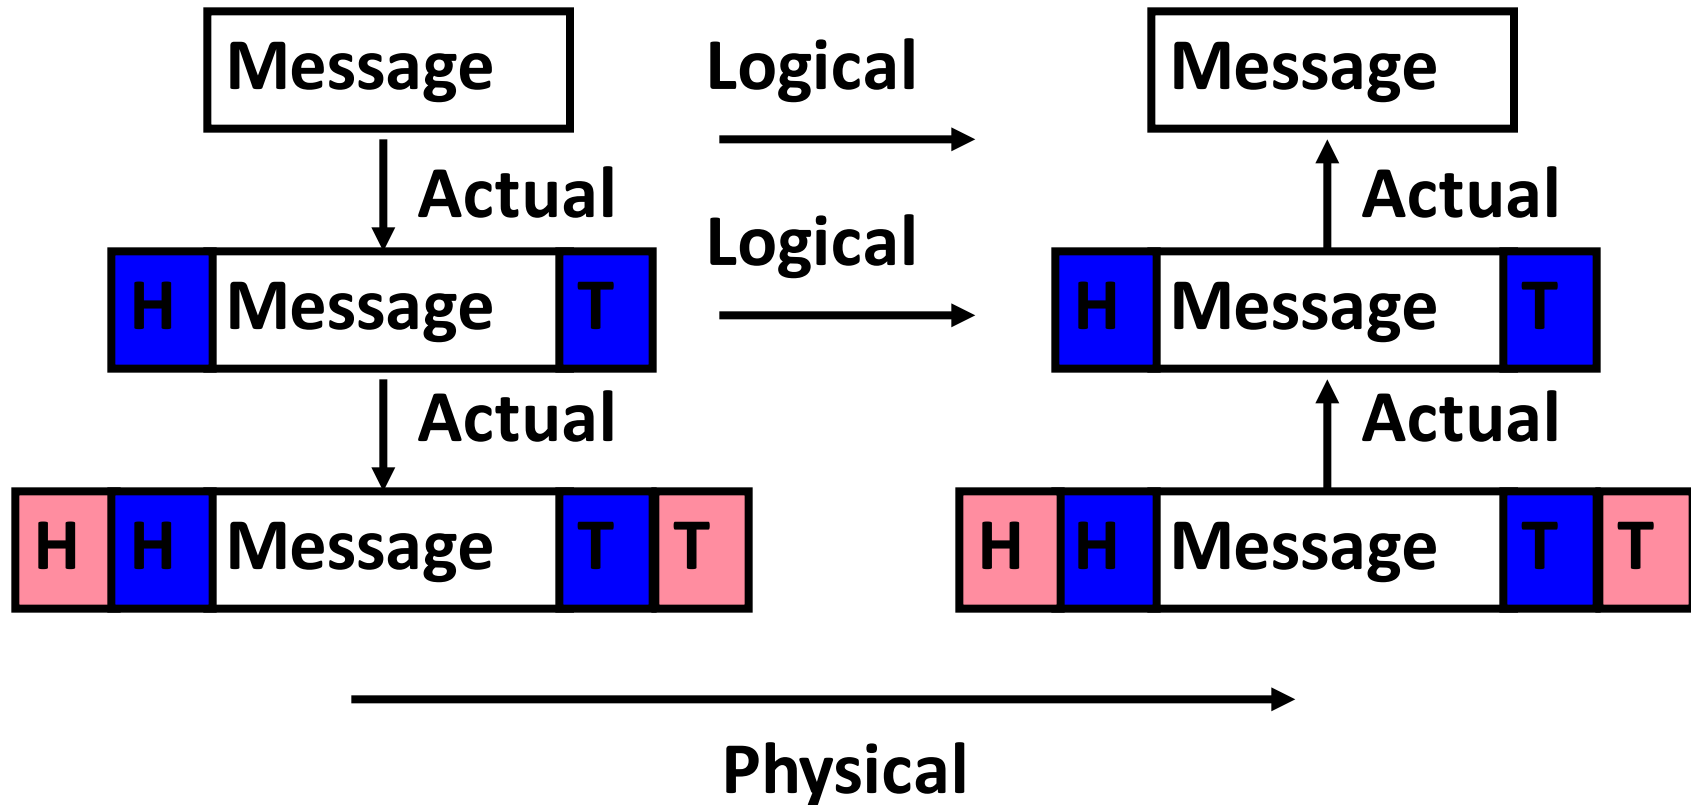 Message Logical Message
Actual Actual
Logical
H Message T H Message T
Actual Actual
H H Message T T H H Message T T
Physical